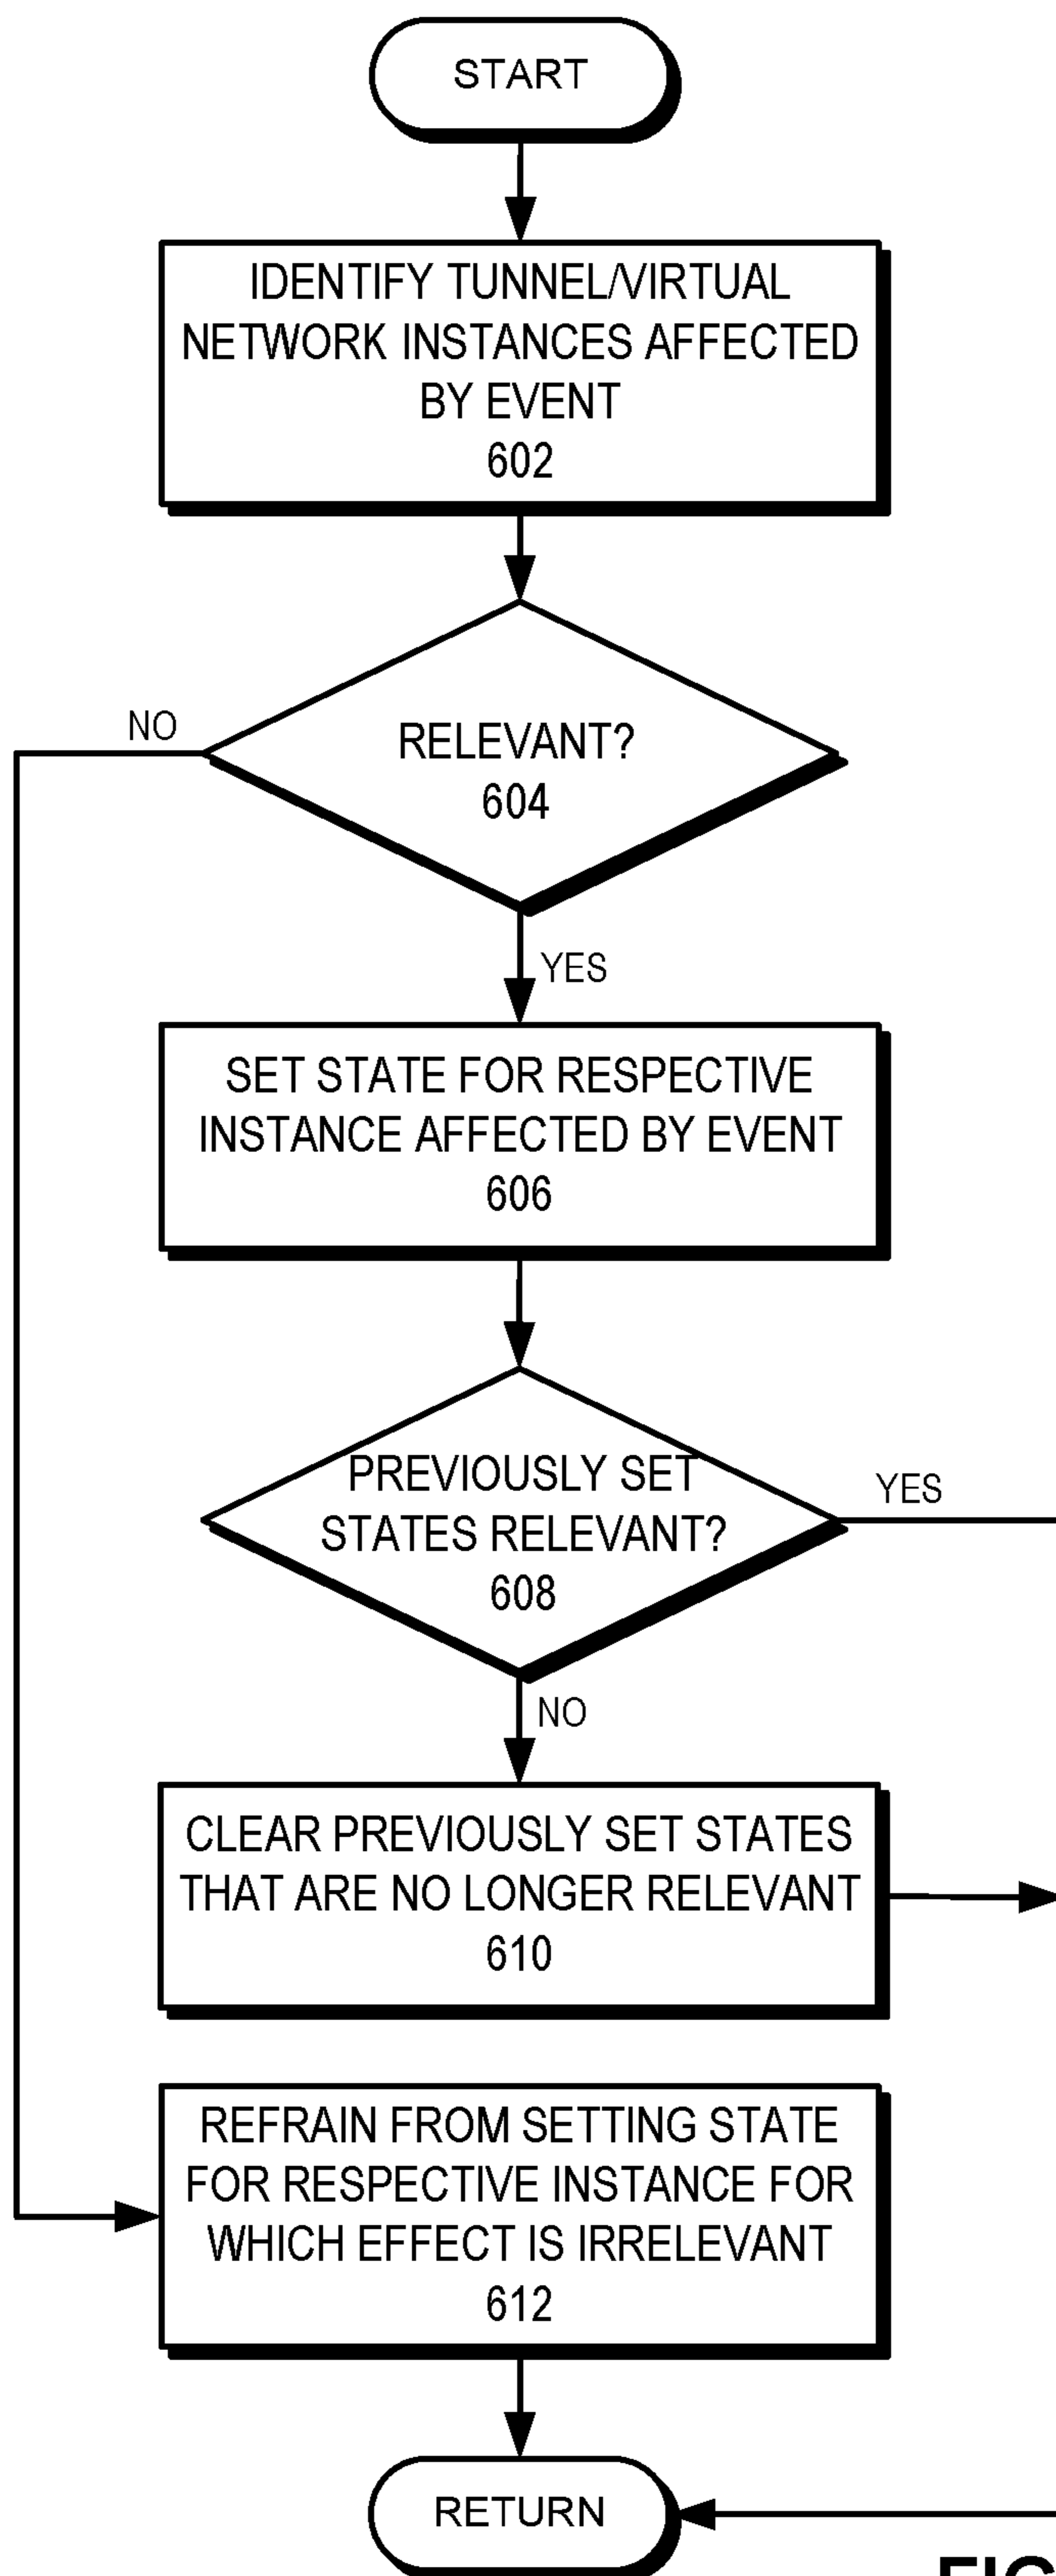 START
IDENTIFY TUNNEL/VIRTUAL
NETWORK INSTANCES AFFECTED
BY EVENT
602
RELEVANT?
604
NO
YES
SET STATE FOR RESPECTIVE
INSTANCE AFFECTED BY EVENT
606
PREVIOUSLY SET
STATES RELEVANT?
608
YES
NO
CLEAR PREVIOUSLY SET STATES
THAT ARE NO LONGER RELEVANT
610
REFRAIN FROM SETTING STATE
FOR RESPECTIVE INSTANCE FOR
WHICH EFFECT IS IRRELEVANT
612
RETURN